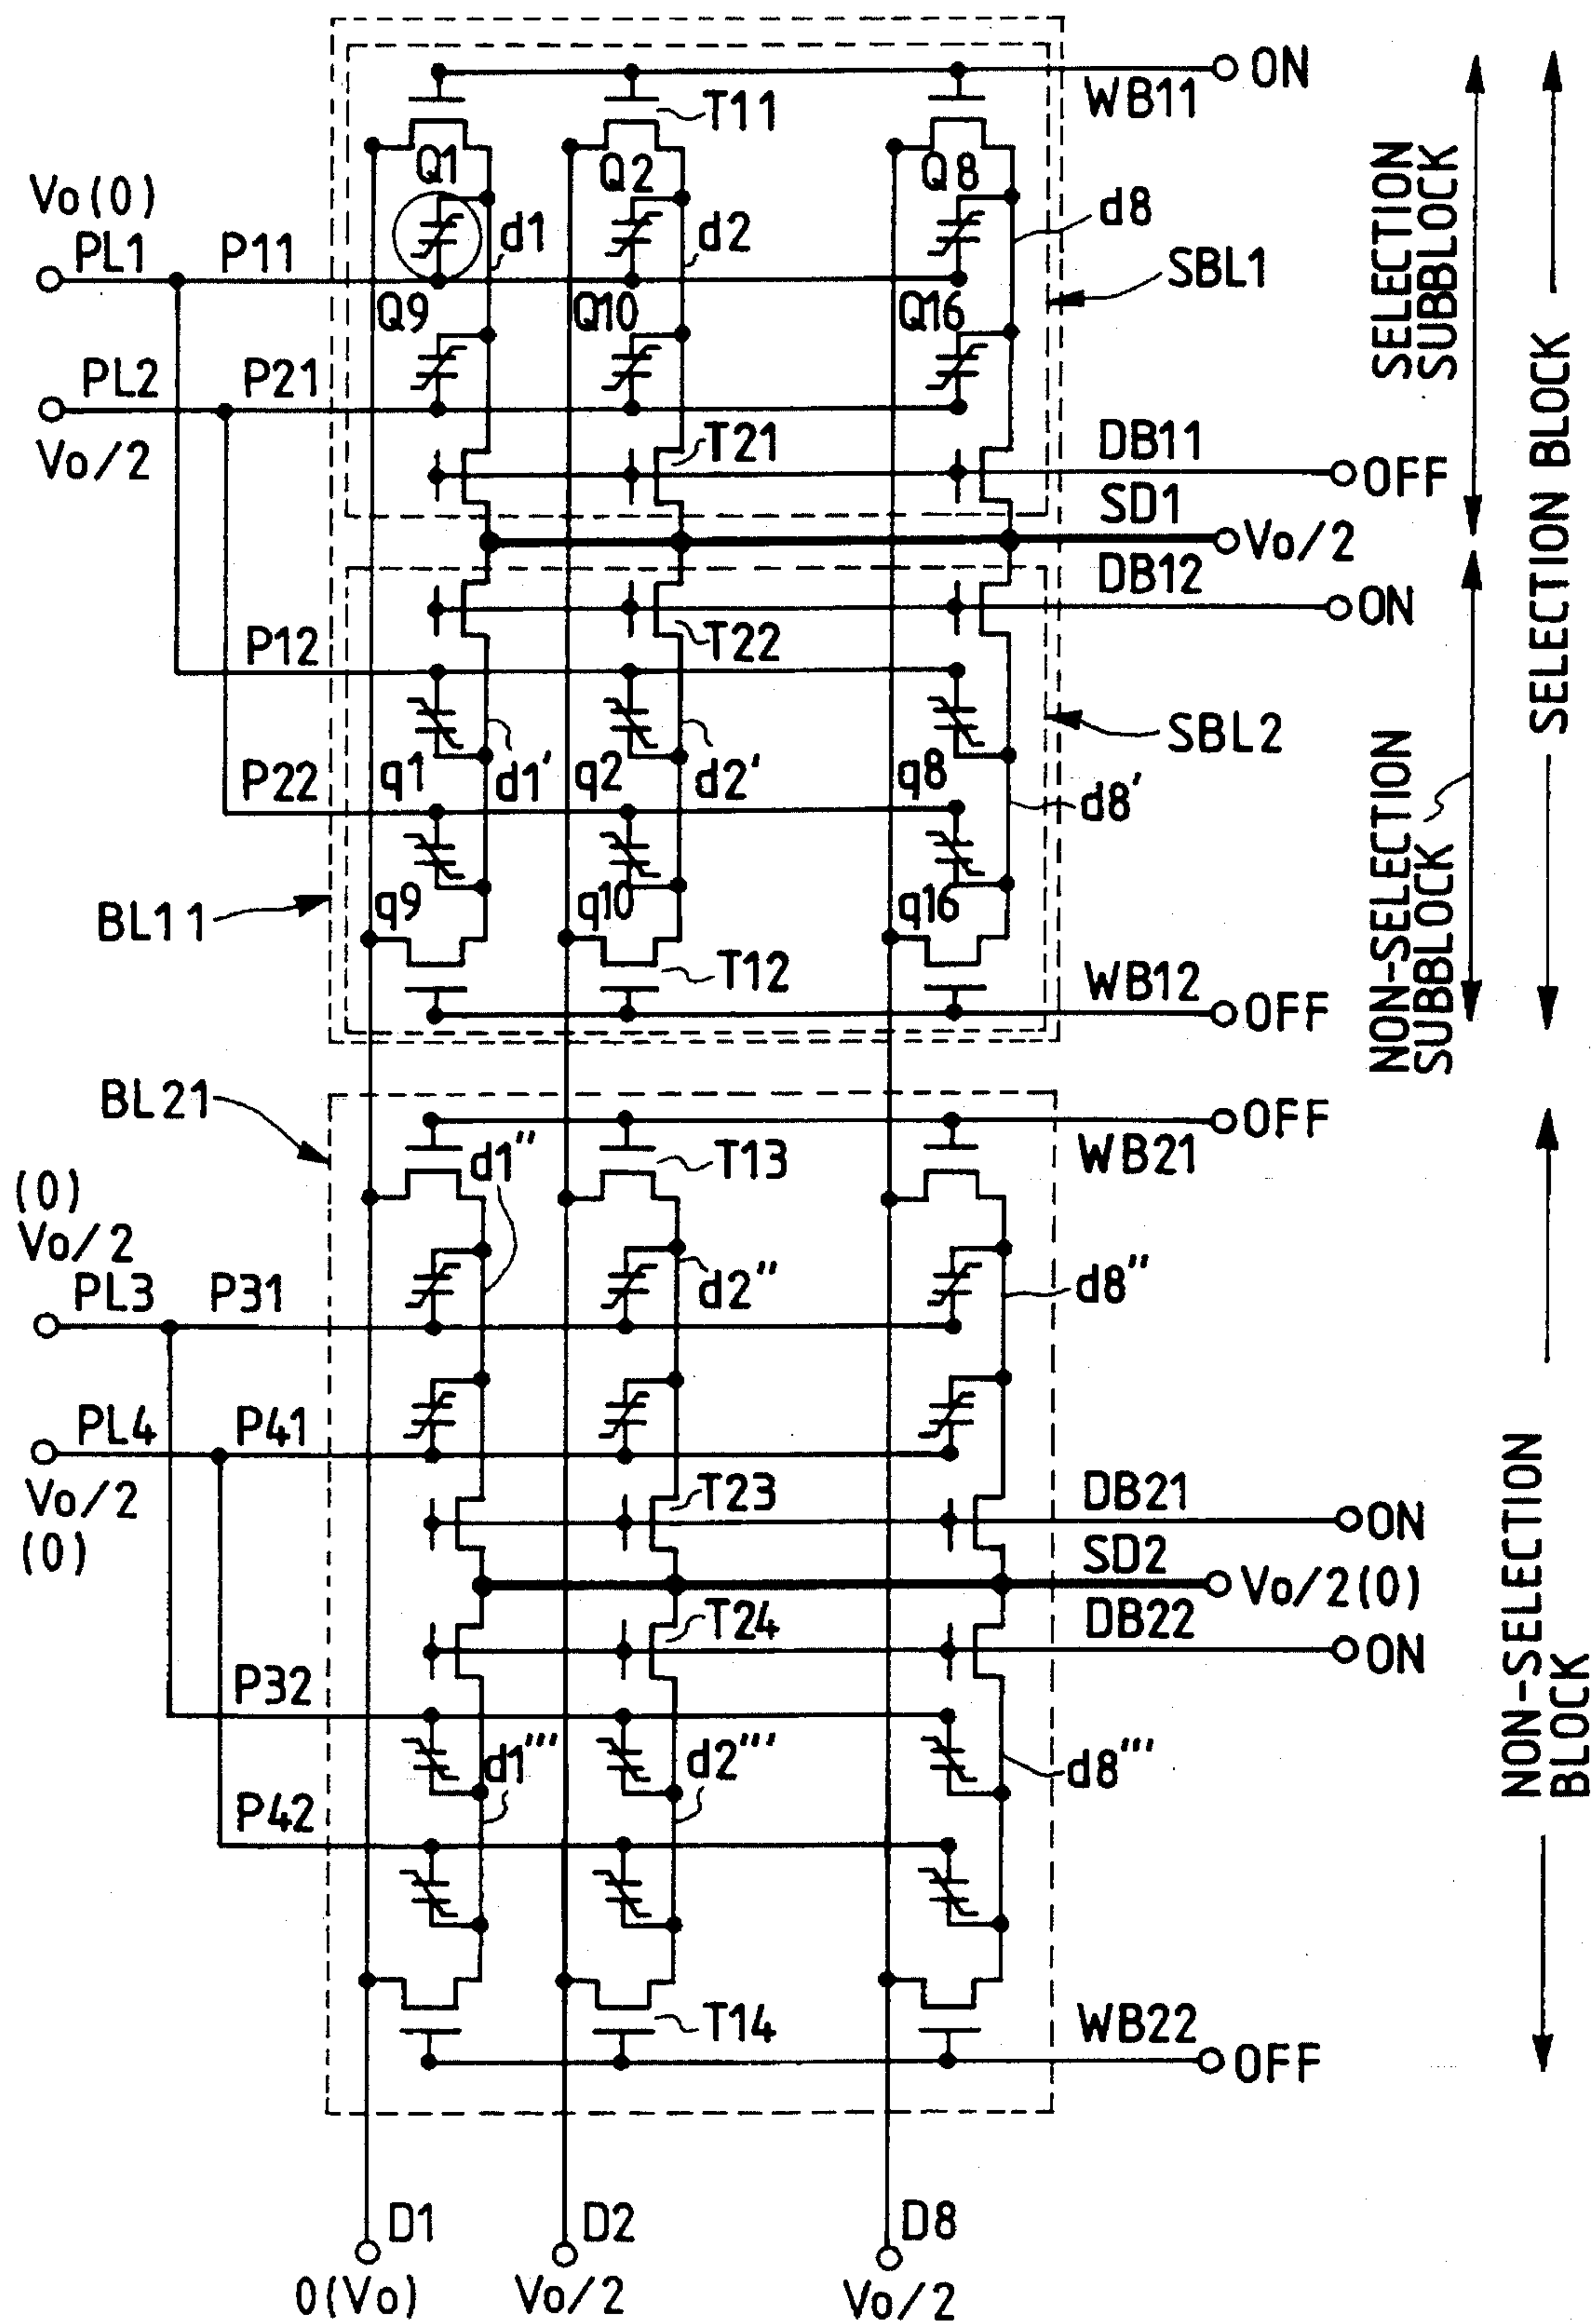 ON
WB11
T11
Q1
Q2
Q8
Vo(0)
PL1
P11
d1
d2
d8
SBL1
Q9
Q10
Q16
PL2
P21
Vo/2
T21
DB11
OFF
SD1
Vo/2
DB12
ON
T22
P12
SBL2
q1
d1'
q2
d2'
q8
d8'
P22
q9
q10
q16
BL11
T12
WB12
OFF
SELECTION
SUBBLOCK
NON-SELECTION
SUBBLOCK
SELECTION BLOCK
BL21
OFF
WB21
T13
d1''
(0)
Vo/2
PL3
P31
d2''
d8''
PL4
P41
Vo/2
(0)
T23
DB21
ON
SD2
Vo/2(0)
T24
DB22
ON
P32
d1'''
d2'''
d8'''
P42
T14
WB22
OFF
NON-SELECTION
BLOCK
D1
D2
D8
0(Vo)
Vo/2
Vo/2